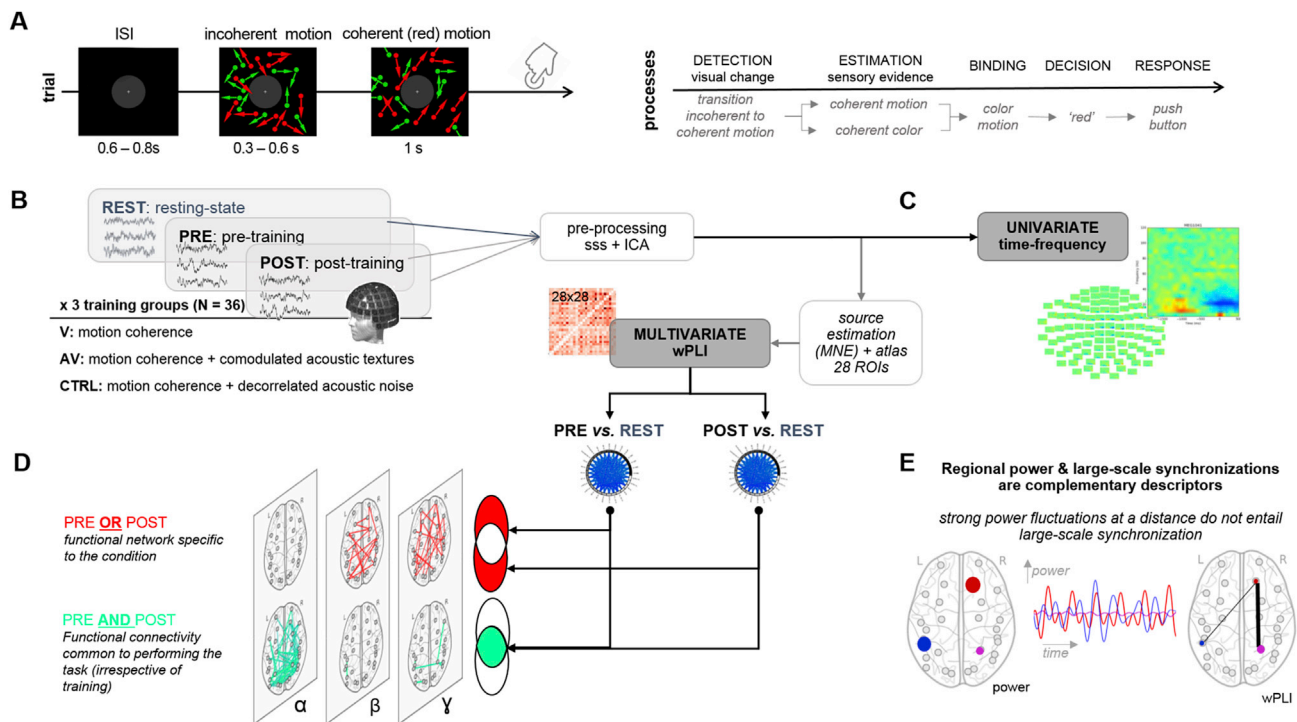 A
trial
ISI
incoherent motion
coherent (red) motion
0.6 – 0.8s
0.3 – 0.6 s
1 s
processes
DETECTION
visual change
ESTIMATION
sensory evidence
BINDING
DECISION
RESPONSE
transition
incoherent to
coherent motion
coherent motion
coherent color
color
motion
‘red’
push
button
B
REST: resting-state
PRE: pre-training
POST: post-training
x 3 training groups (N = 36)
V: motion coherence
AV: motion coherence + comodulated acoustic textures
CTRL: motion coherence + decorrelated acoustic noise
pre-processing
sss + ICA
28x28
MULTIVARIATE
wPLI
source
estimation
(MNE) + atlas
28 ROIs
PRE vs. REST
POST vs. REST
C
UNIVARIATE
time-frequency
D
PRE OR POST
functional network specific
to the condition
PRE AND POST
Functional connectivity
common to performing the
task (irrespective of
training)
L R
L R
L R
α
β
γ
E
Regional power & large-scale synchronizations
are complementary descriptors
strong power fluctuations at a distance do not entail
large-scale synchronization
L R
power
time
L R
power
wPLI